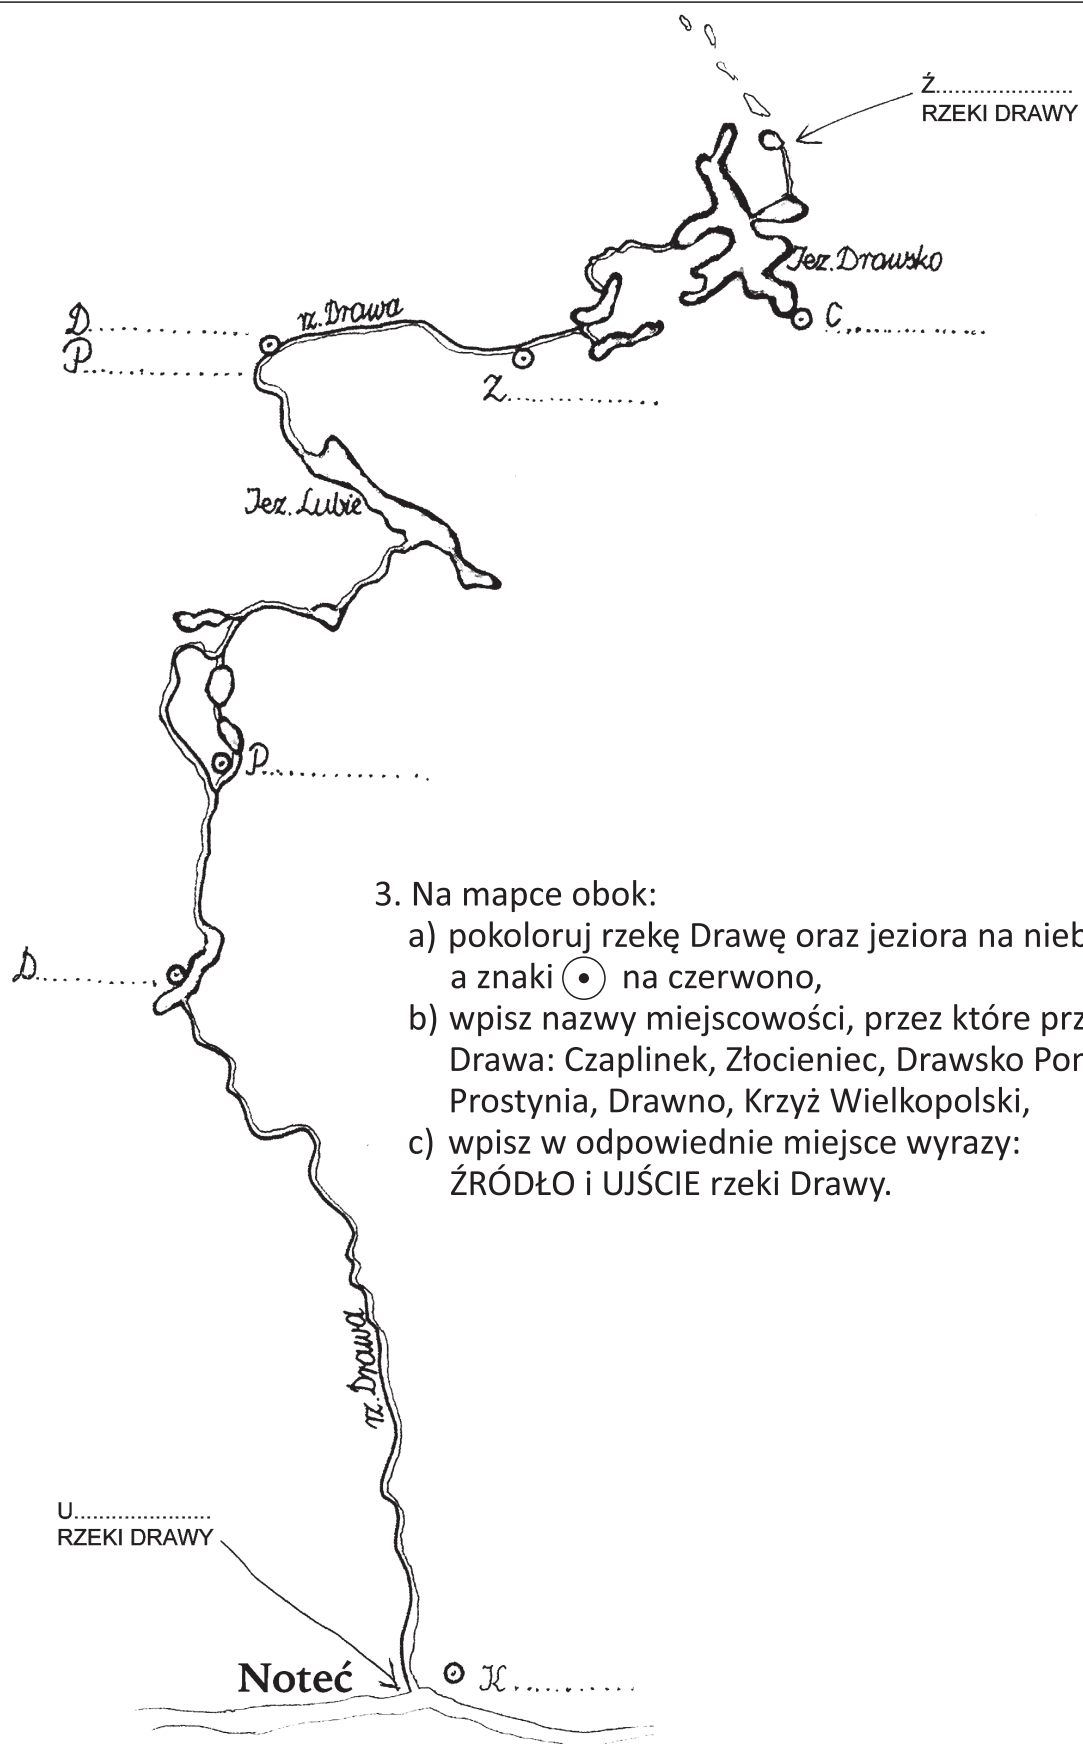 Ź......................
RZEKI DRAWY
Jez. Drawsko
C..................
rz. Drawa
D..................
P..................
Z..................
Jez. Lubie
P..................
3. Na mapce obok:
a) pokoloruj rzekę Drawę oraz jeziora na nieb
a znaki na czerwono,
b) wpisz nazwy miejscowości, przez które prz
Drawa: Czaplinek, Złocieniec, Drawsko Pom
Prostynia, Drawno, Krzyż Wielkopolski,
c) wpisz w odpowiednie miejsce wyrazy:
ŹRÓDŁO i UJŚCIE rzeki Drawy.
D..................
rz. Drawa
U......................
RZEKI DRAWY
Noteć
K..................